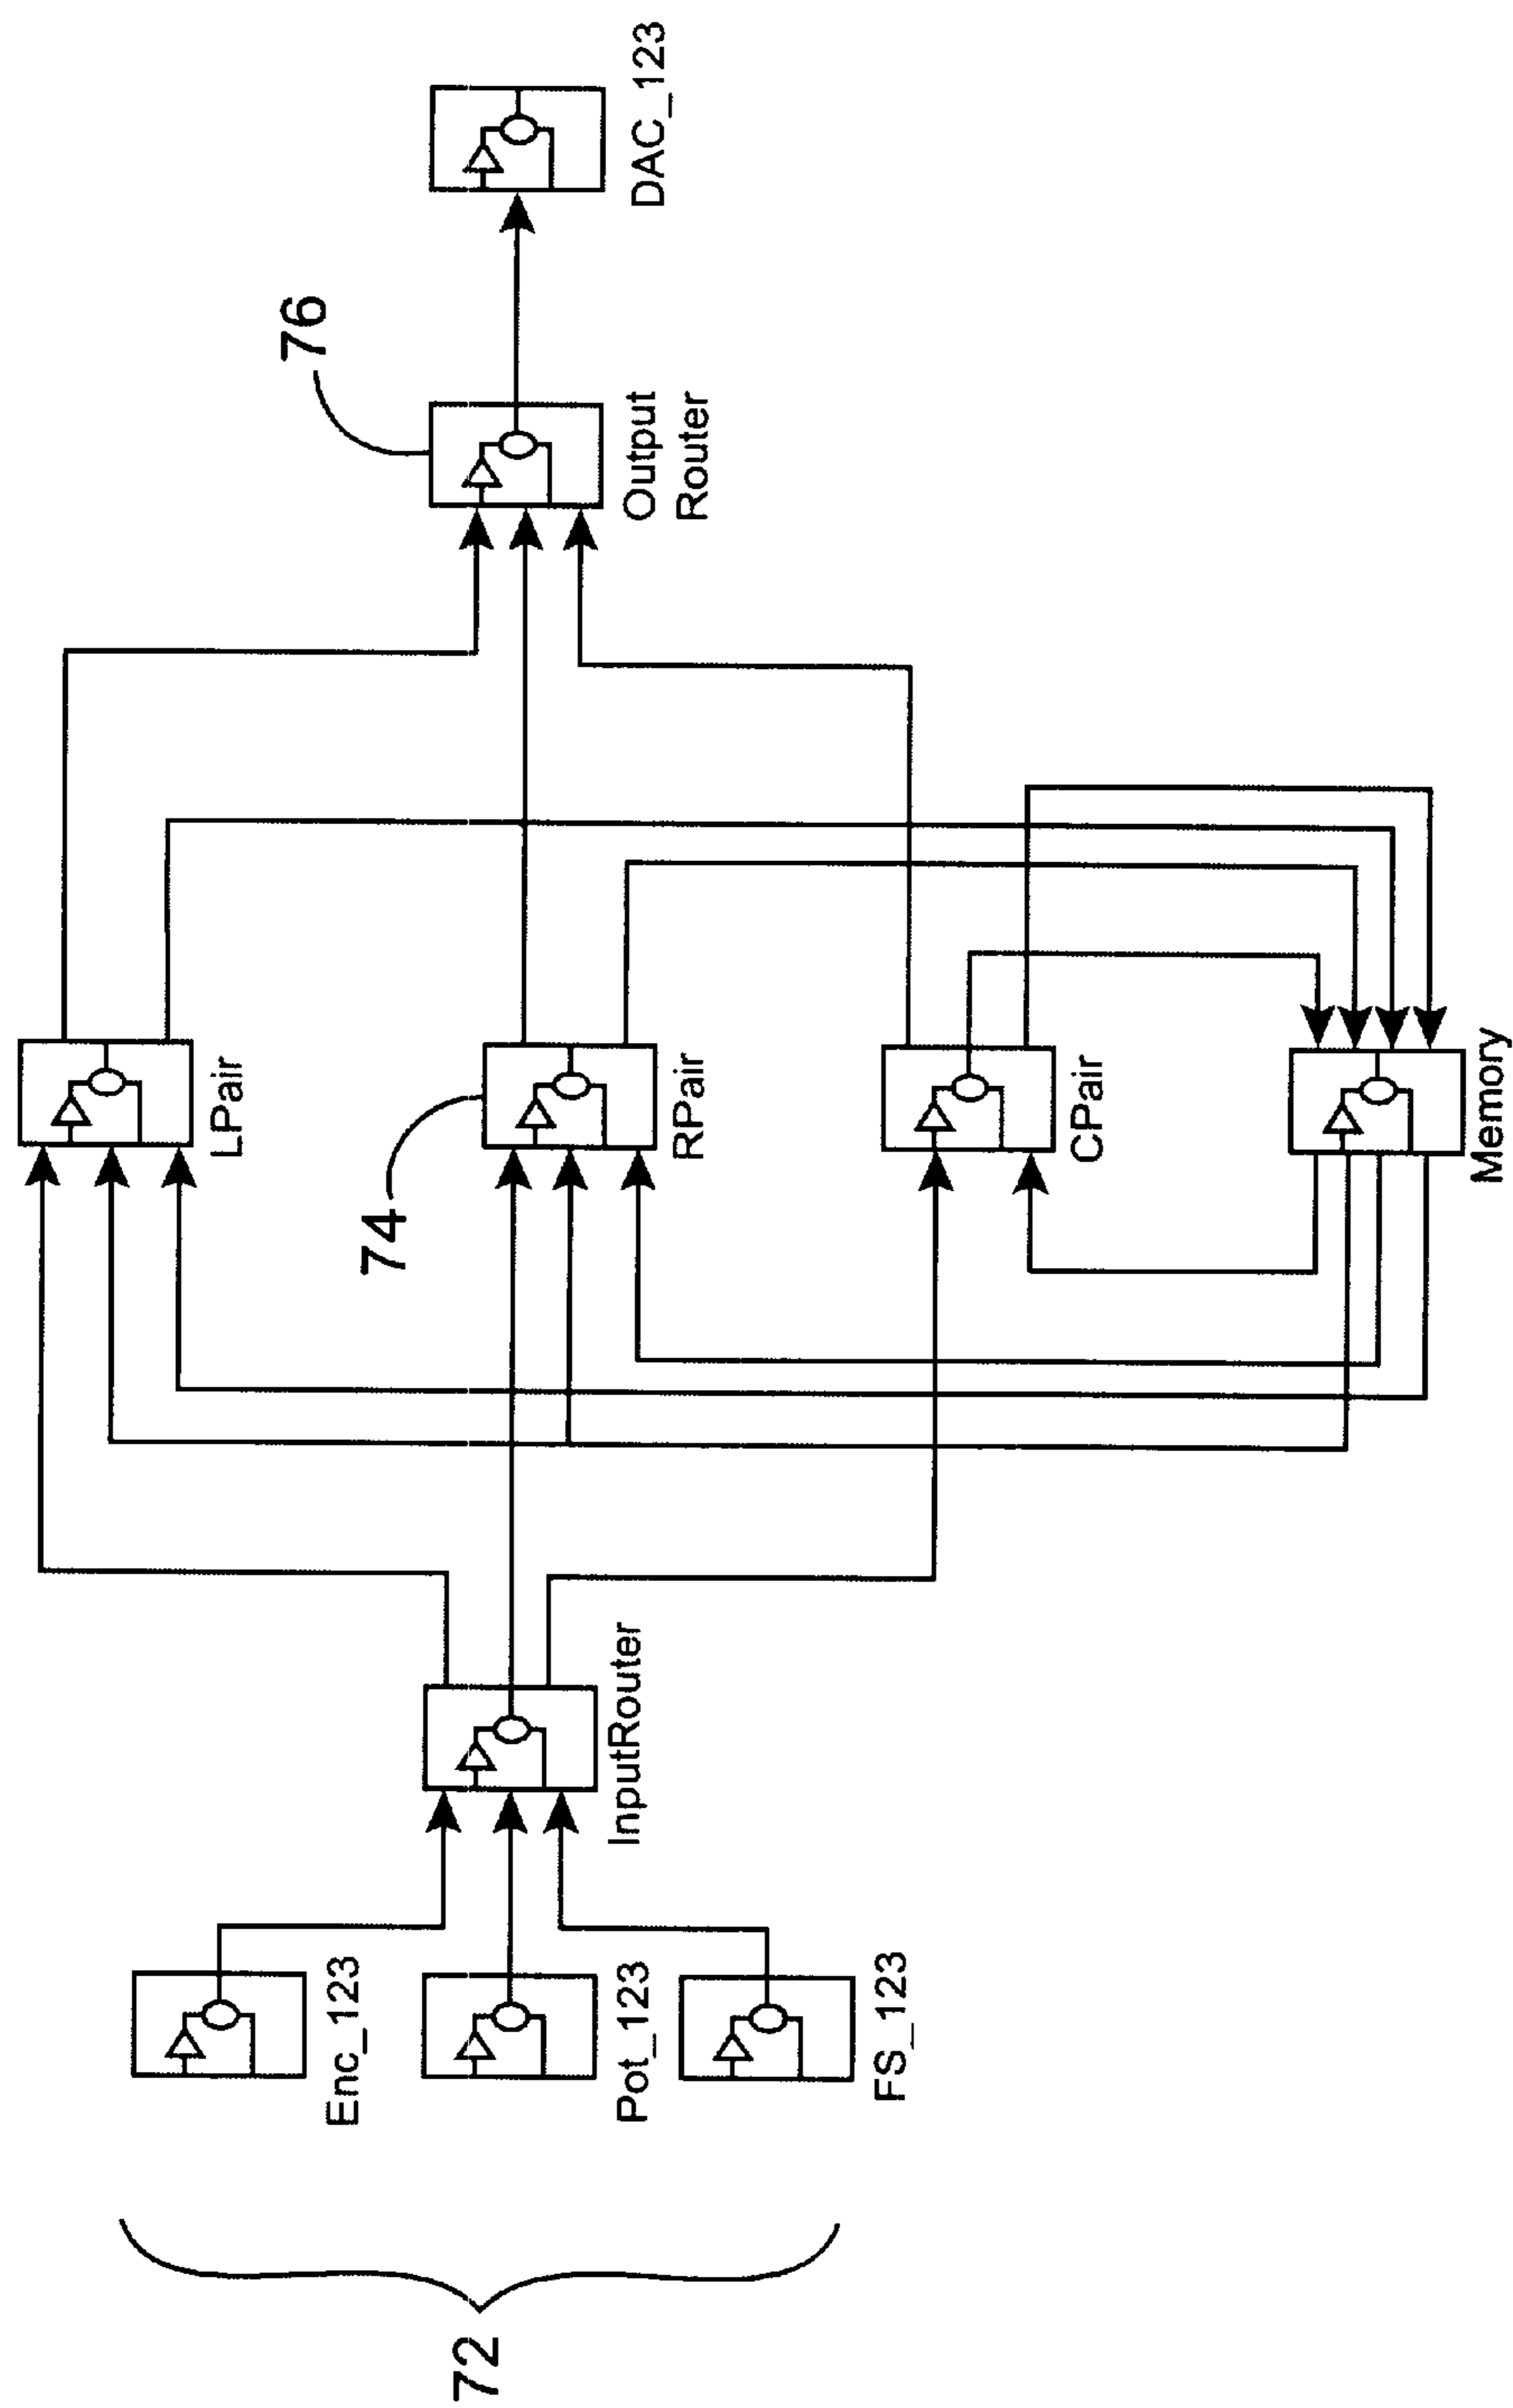 72
Enc_123
Pot_123
FS_123
InputRouter
LPair
74
RPair
CPair
Memory
76
Output
Router
DAC_123